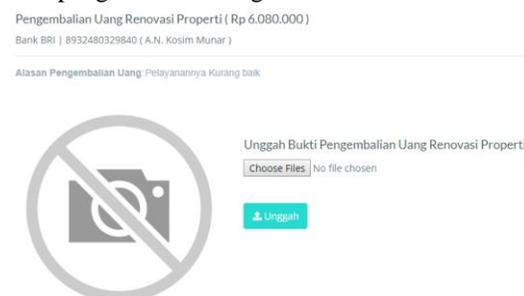 Pengembalian Uang Renovasi Properti ( Rp 6.080.000 )
Bank BRI | 8932480329840 ( A.N. Kosim Munar )
Alasan Pengembalian Uang: Pelayanannya Kurang baik
Unggah Bukti Pengembalian Uang Renovasi Properti
Choose Files No file chosen
Unggah